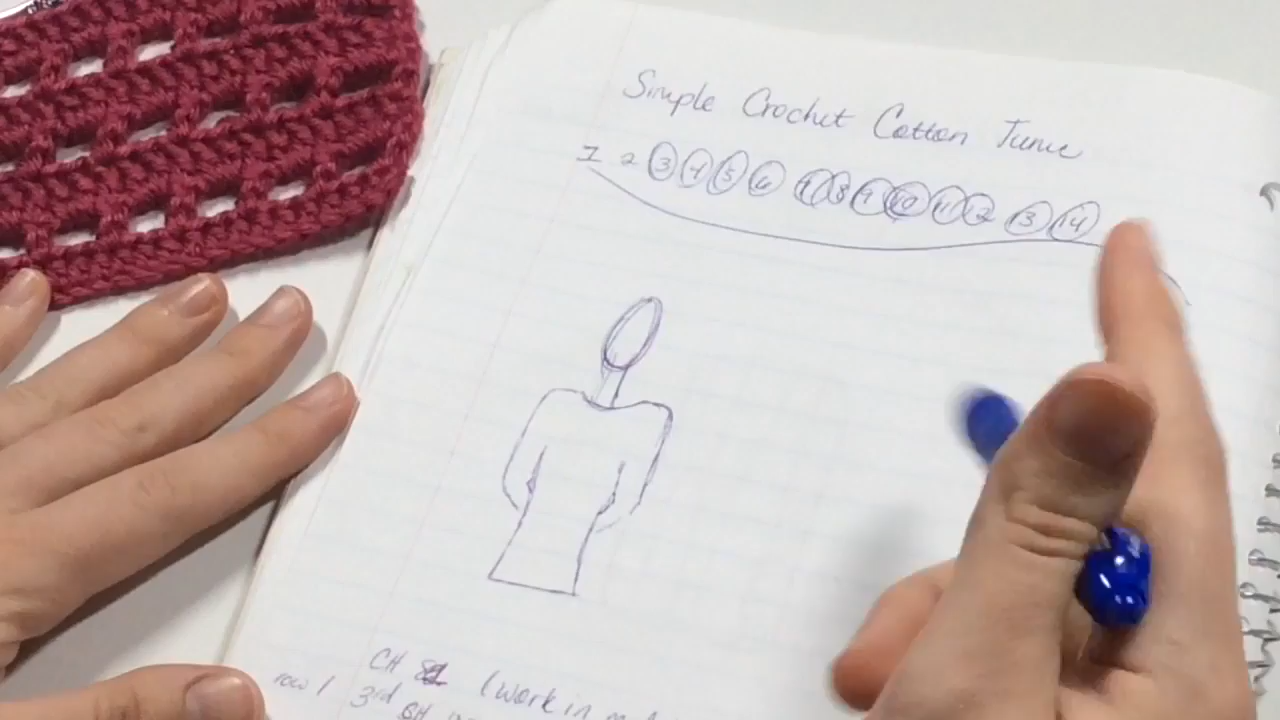 Simple Crochet Cotton Tunic
1 2 3 4 5 6 7 8 9 10 11 12 13 14
CH (work in
row 1 3rd
CH